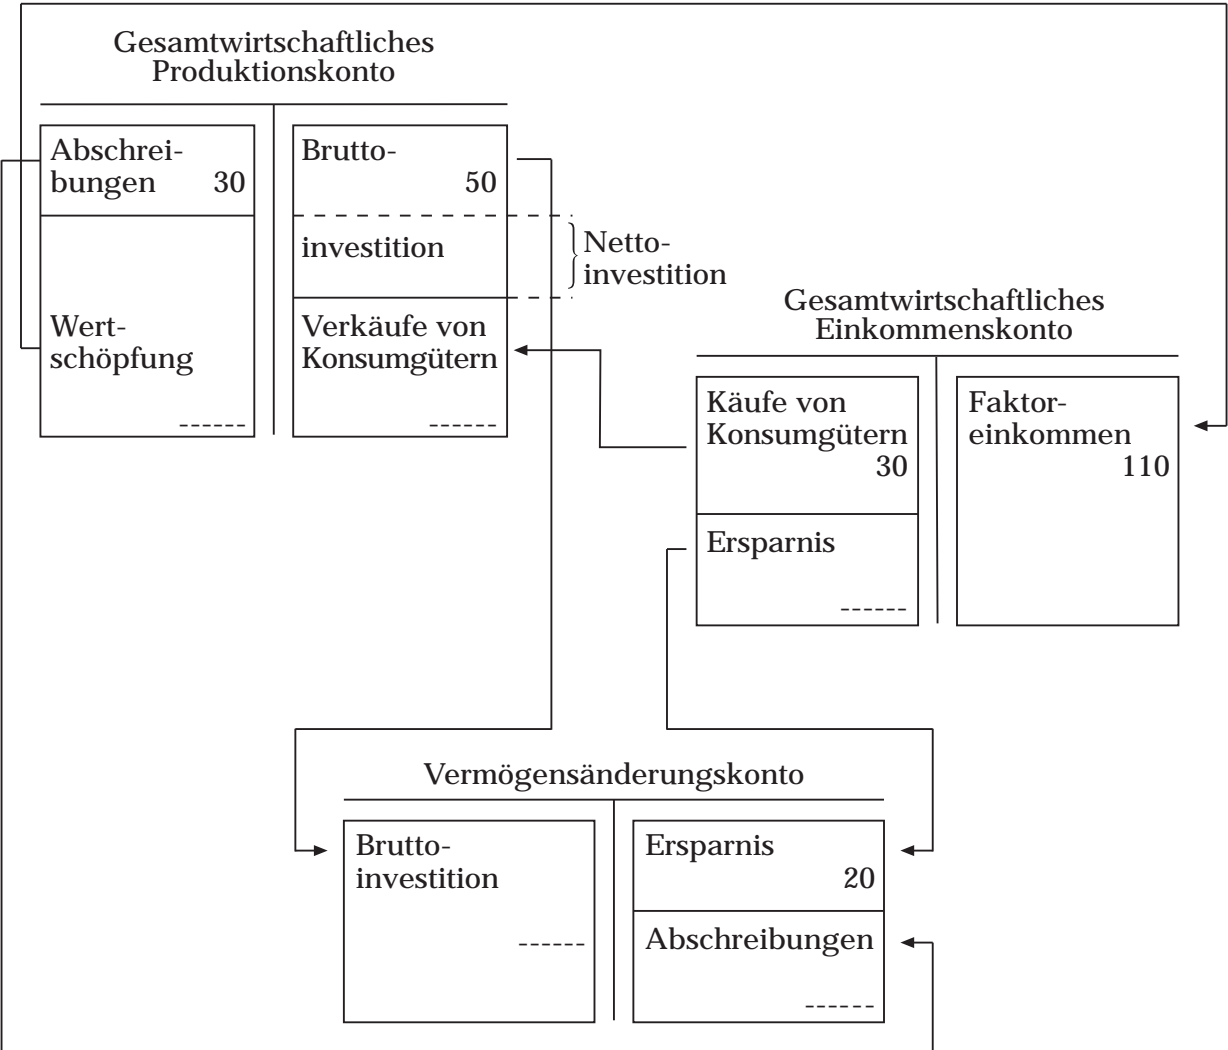 Gesamtwirtschaftliches
Produktionskonto
Abschrei-
bungen 30
Wert-
schöpfung
------
Brutto-
50
investition
Verkäufe von
Konsumgütern
------
Netto-
investition
Gesamtwirtschaftliches
Einkommenskonto
Käufe von
Konsumgütern
30
Ersparnis
------
Faktor-
einkommen
110
Vermögensänderungskonto
Brutto-
investition
------
Ersparnis
20
Abschreibungen
------